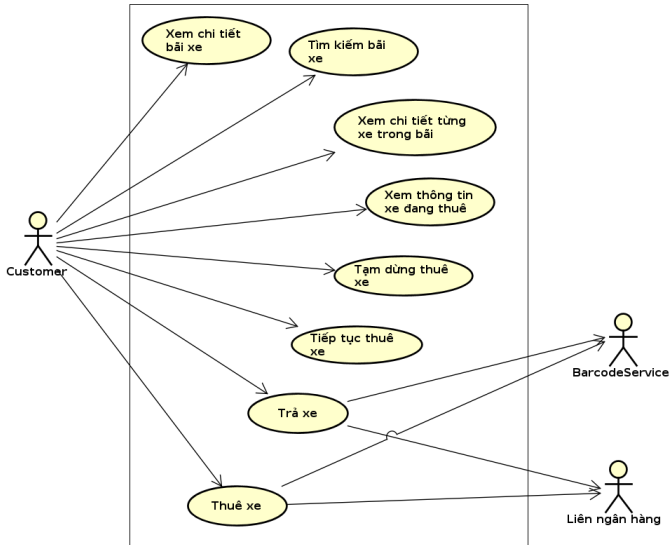 Xem chi tiết
bãi xe
Tìm kiếm bãi
xe
Xem chi tiết từng
xe trong bãi
Xem thông tin
xe đang thuê
Customer
Tạm dừng thuê
xe
Tiếp tục thuê
xe
BarcodeService
Trả xe
Thuê xe
Liên ngân hàng